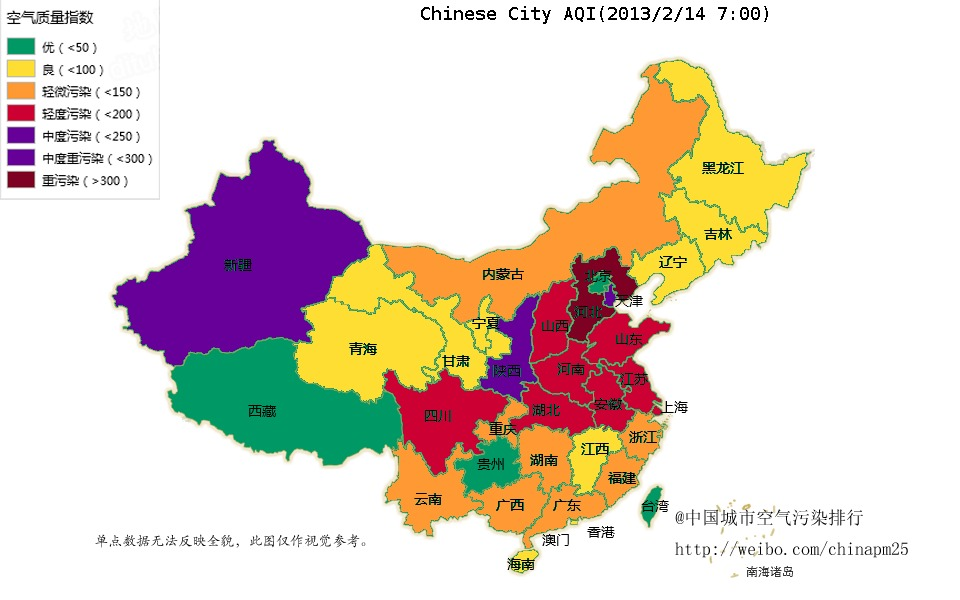 Chinese City AQI(2013/2/14 7:00)
空气质量指数
优（<50）
良（<100）
轻微污染（<150）
轻度污染（<200）
中度污染（<250）
中度重污染（<300）
重污染（>300）
黑龙江
吉林
辽宁
新疆
内蒙古
北京
天津
河北
宁夏
山西
山东
青海
甘肃
陕西
河南
江苏
西藏
四川
湖北
安徽
上海
重庆
浙江
贵州
湖南
江西
福建
云南
广西
广东
台湾
香港
澳门
海南
@中国城市空气污染排行
http://weibo.com/chinapm25
南海诸岛
单点数据无法反映全貌，此图仅作视觉参考。